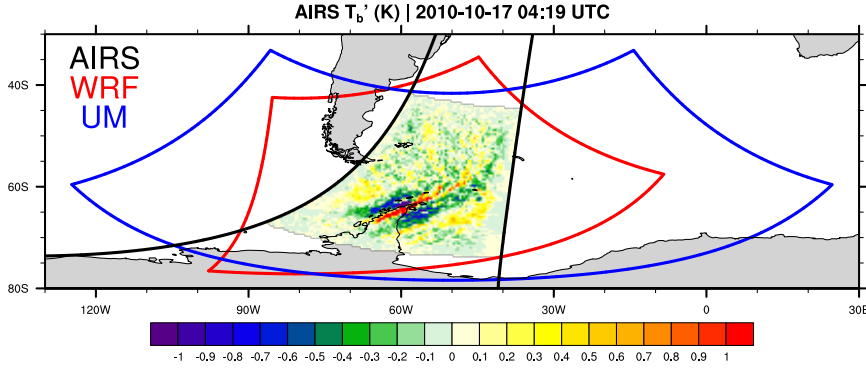 AIRS T_b' (K) | 2010-10-17 04:19 UTC
AIRS
WRF
UM
40S
60S
80S
120W 90W 60W 30W 0 30E
-1 -0.9 -0.8 -0.7 -0.6 -0.5 -0.4 -0.3 -0.2 -0.1 0 0.1 0.2 0.3 0.4 0.5 0.6 0.7 0.8 0.9 1